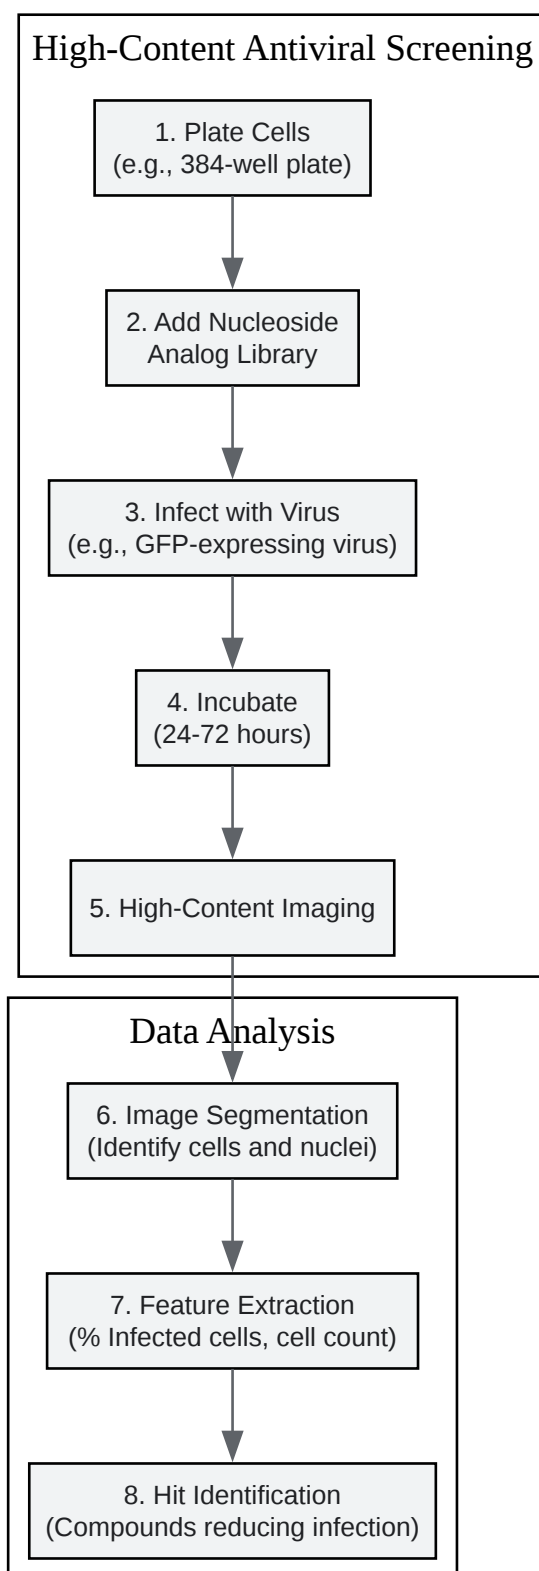 High-Content Antiviral Screening
1. Plate Cells
(e.g., 384-well plate)
2. Add Nucleoside
Analog Library
3. Infect with Virus
(e.g., GFP-expressing virus)
4. Incubate
(24-72 hours)
5. High-Content Imaging
Data Analysis
6. Image Segmentation
(Identify cells and nuclei)
7. Feature Extraction
(% Infected cells, cell count)
8. Hit Identification
(Compounds reducing infection)